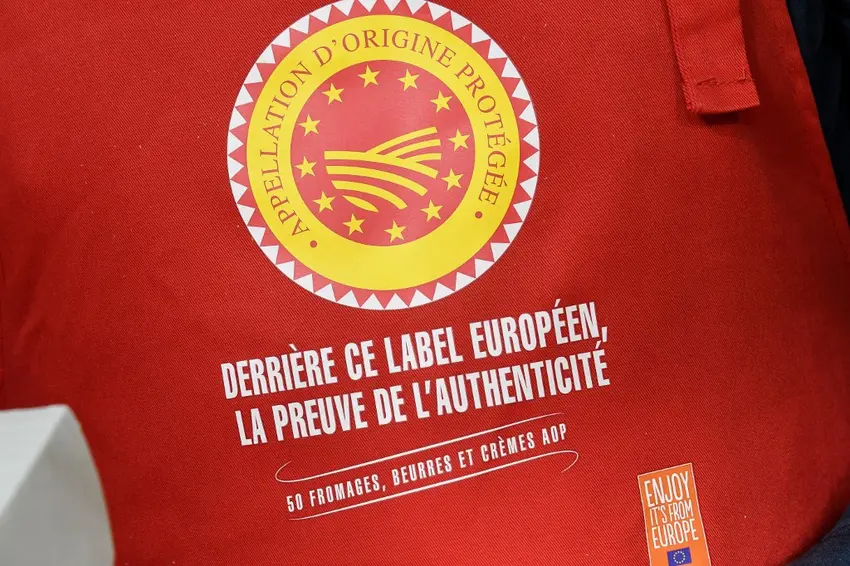 • APPELLATION D'ORIGINE PROTÉGÉE •
DERRIÈRE CE LABEL EUROPÉEN,
LA PREUVE DE L'AUTHENTICITÉ
50 FROMAGES, BEURRES ET CRÈMES AOP
ENJOY
IT'S FROM
EUROPE